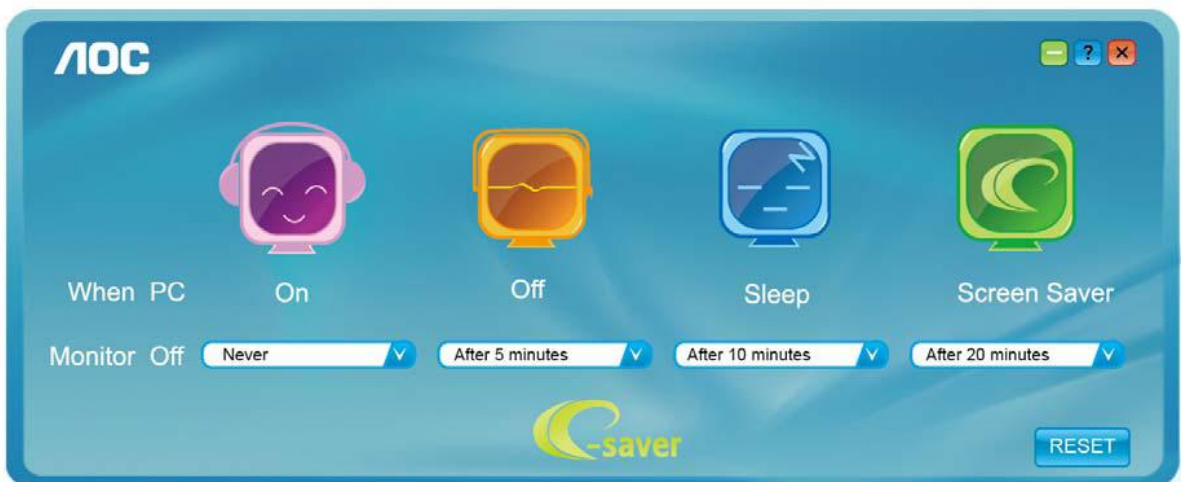 AOC
?
When PC On Off Sleep Screen Saver
Monitor Off Never After 5 minutes After 10 minutes After 20 minutes
e-saver
RESET